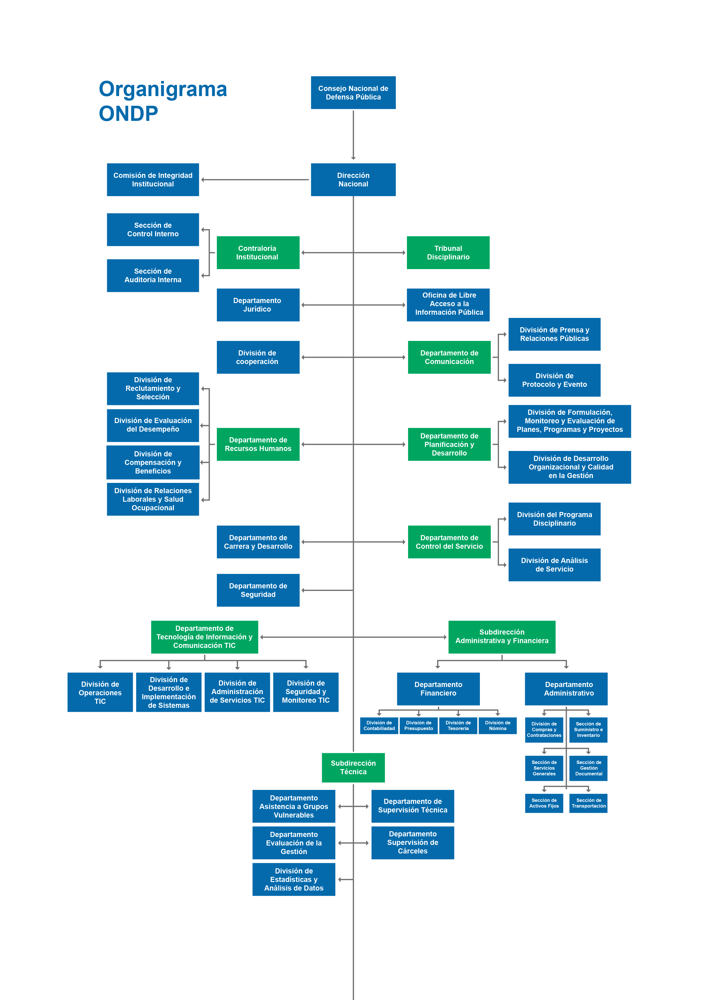 Organigrama
ONDP
Consejo Nacional de
Defensa Pública
Comisión de Integridad
Institucional
Dirección
Nacional
Sección de
Control Interno
Contraloría
Institucional
Tribunal
Disciplinario
Sección de
Auditoria Interna
Departamento
Jurídico
Oficina de Libre
Acceso a la
Información Pública
División de Prensa y
Relaciones Públicas
División de
cooperación
Departamento de
Comunicación
División de
Protocolo y Evento
División de
Reclutamiento y
Selección
División de Evaluación
del Desempeño
División de
Compensación y
Beneficios
División de Relaciones
Laborales y Salud
Ocupacional
Departamento de
Recursos Humanos
Departamento de
Planificación y
Desarrollo
División de Formulación,
Monitoreo y Evaluación de
Planes, Programas y Proyectos
División de Desarrollo
Organizacional y Calidad
en la Gestión
Departamento de
Carrera y Desarrollo
Departamento de
Control del Servicio
División del Programa
Disciplinario
División de Análisis
de Servicio
Departamento de
Seguridad
Departamento de
Tecnología de Información y
Comunicación TIC
Subdirección
Administrativa y Financiera
División de
Operaciones
TIC
División de
Desarrollo e
Implementación
de Sistemas
División de
Administración
de Servicios TIC
División de
Seguridad y
Monitoreo TIC
Departamento
Financiero
Departamento
Administrativo
División de
Contabiliadad
División de
Presupuesto
División de
Tesorería
División de
Nómina
División de
Compras y
Contrataciones
Sección de
Suministro e
Inventario
Sección de
Servicios
Generales
Sección de
Gestión
Documental
Sección de
Activos Fijos
Sección de
Transportación
Subdirección
Técnica
Departamento
Asistencia a Grupos
Vulnerables
Departamento de
Supervisión Técnica
Departamento
Evaluación de la
Gestión
Departamento
Supervisión de
Cárceles
División de
Estadísticas y
Análisis de Datos